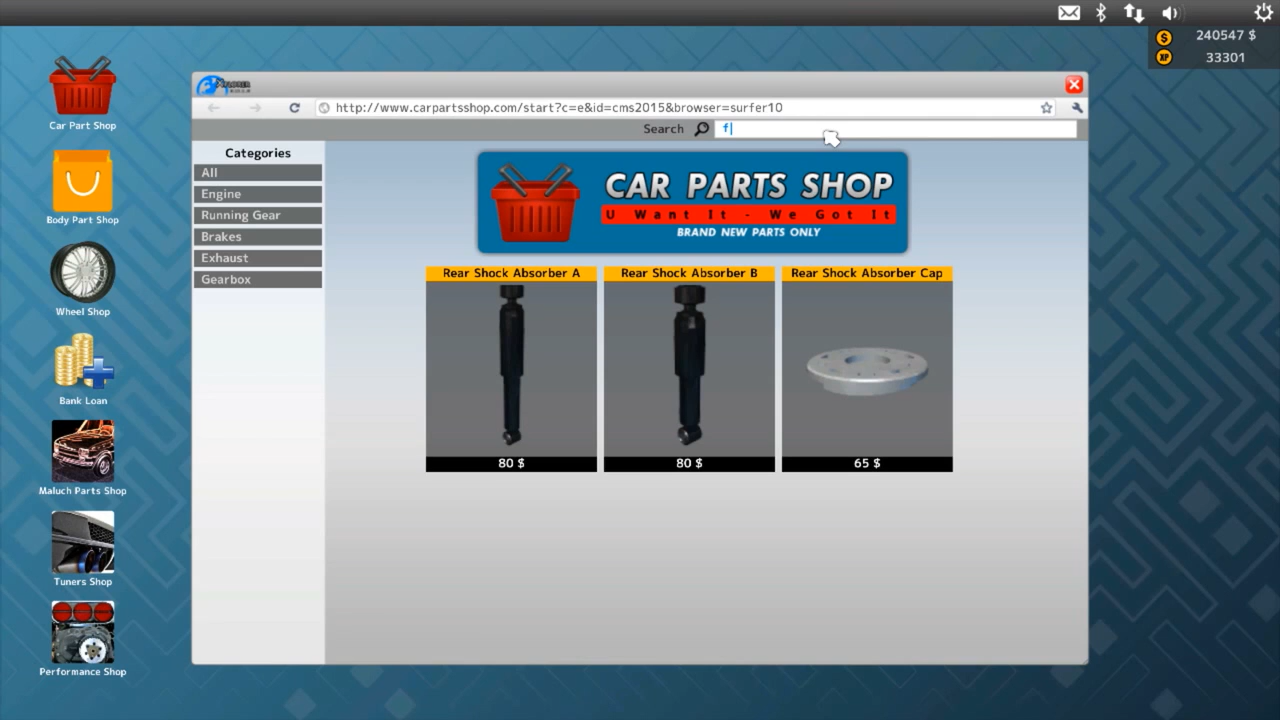 240547 $
33301
http://www.carpartsshop.com/start?c=e&id=cms2015&browser=surfer10
Search f
Categories
All
Engine
Running Gear
Brakes
Exhaust
Gearbox
CAR PARTS SHOP
U Want It - We Got It
BRAND NEW PARTS ONLY
Rear Shock Absorber A
Rear Shock Absorber B
Rear Shock Absorber Cap
80 $
80 $
65 $
Car Part Shop
Body Part Shop
Wheel Shop
Bank Loan
Maluch Parts Shop
Tuners Shop
Performance Shop
$
XP